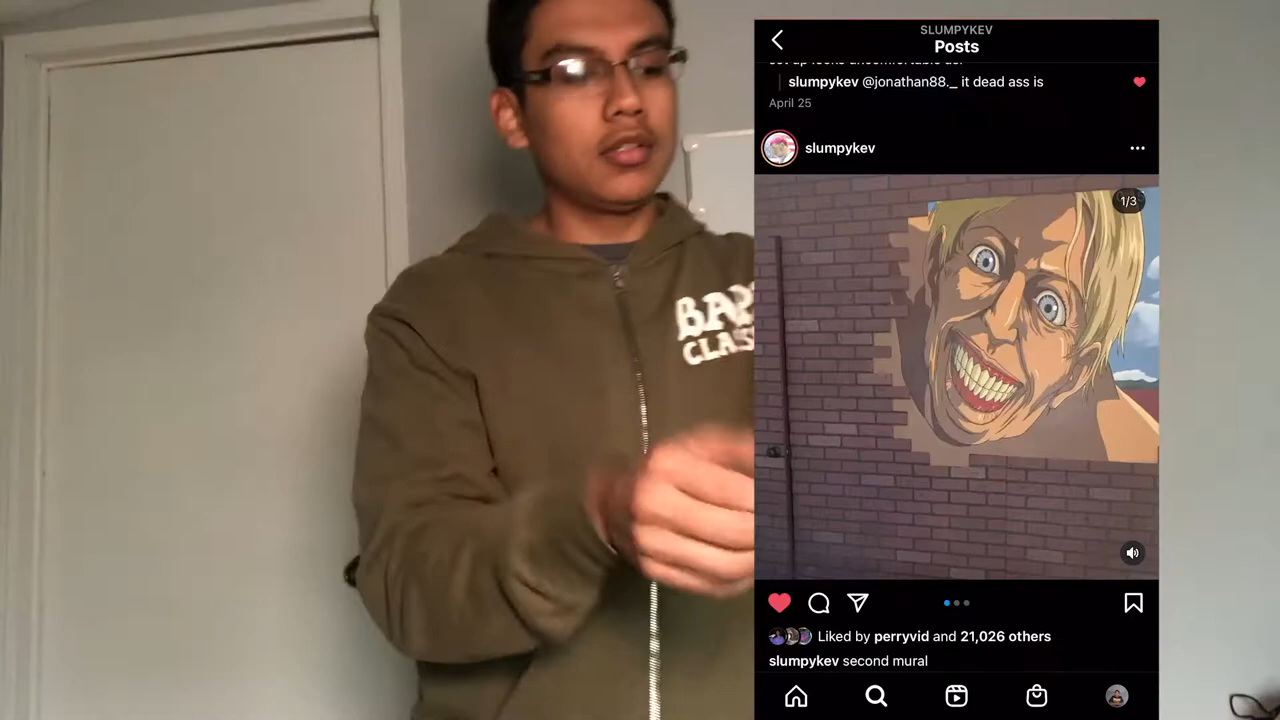 BAP
CLAS
SLUMPYKEV
Posts
slumpykev @jonathan88._ it dead ass is
April 25
slumpykev
1/3
Liked by perryvid and 21,026 others
slumpykev second mural